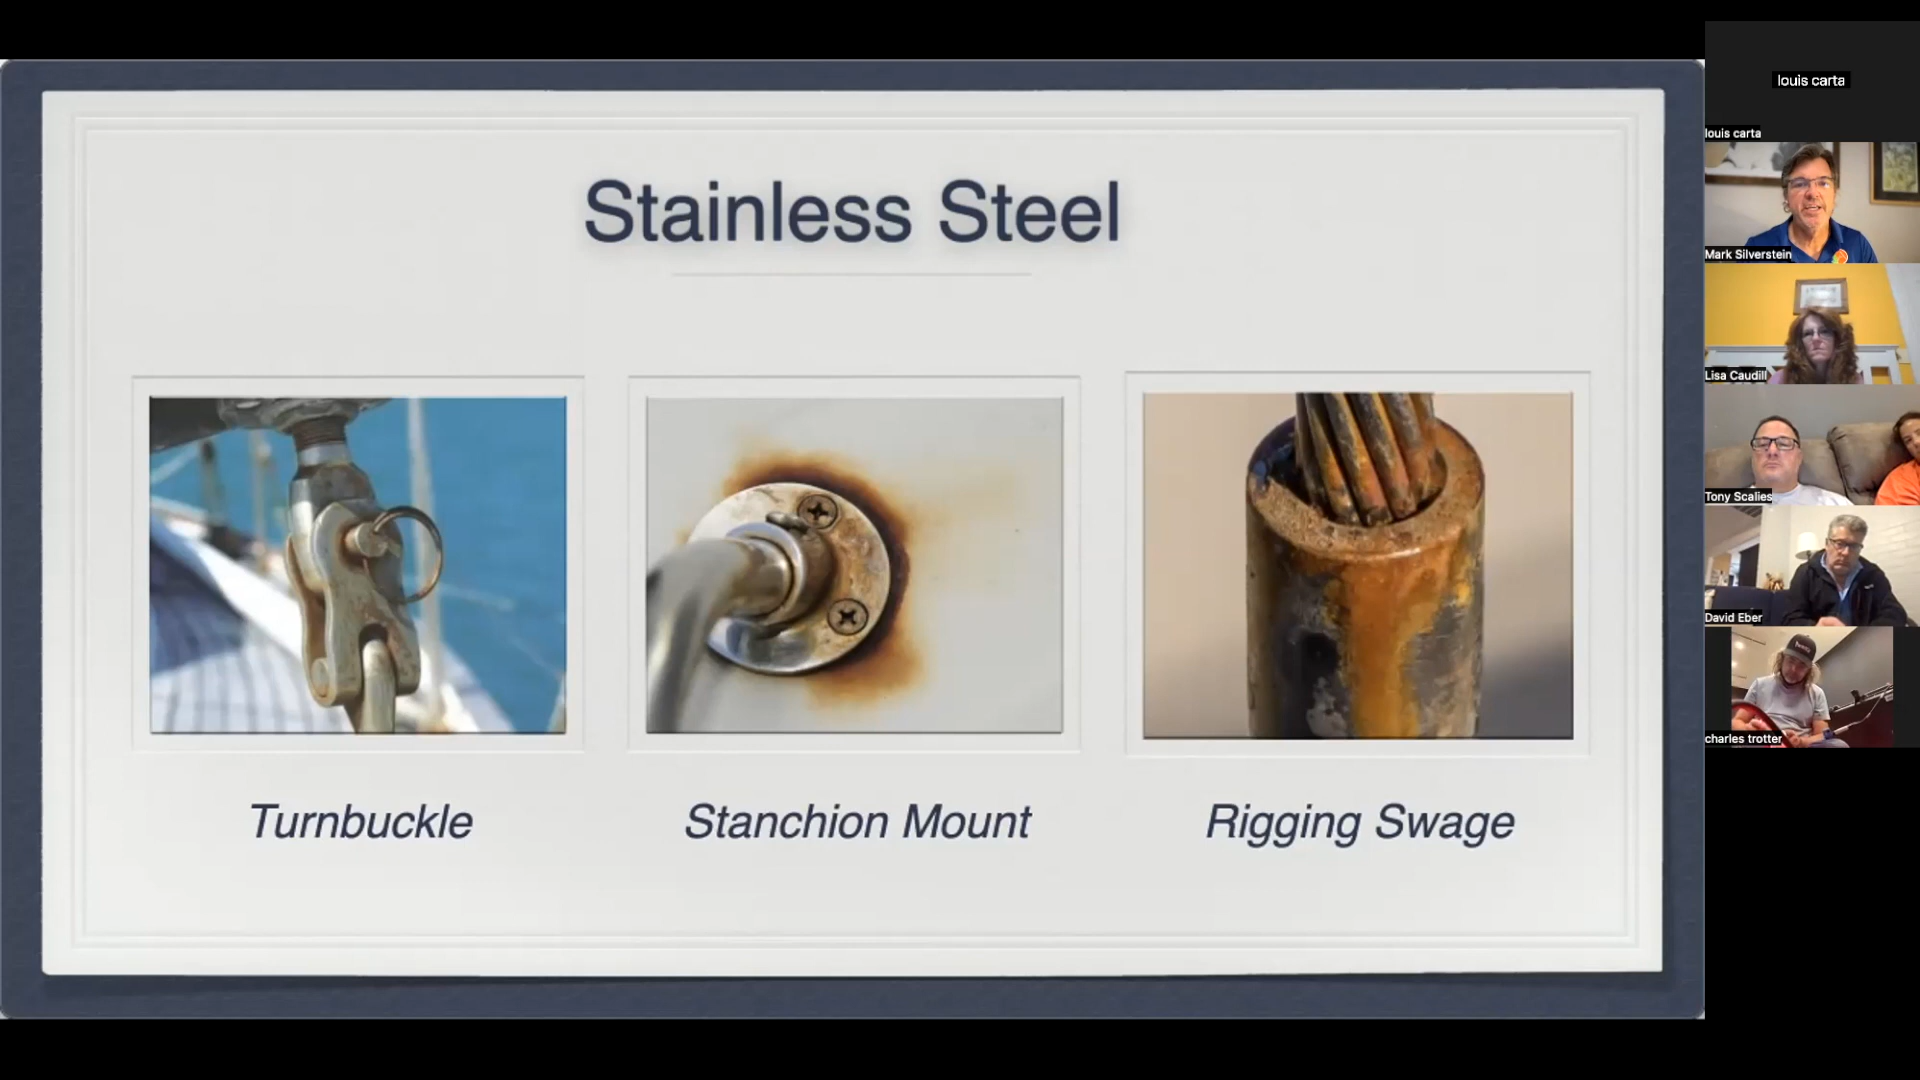 Stainless Steel
Turnbuckle
Stanchion Mount
Rigging Swage
louis carta
louis carta
Mark Silverstein
Lisa Caudill
Tony Scalies
David Eber
charles trotter